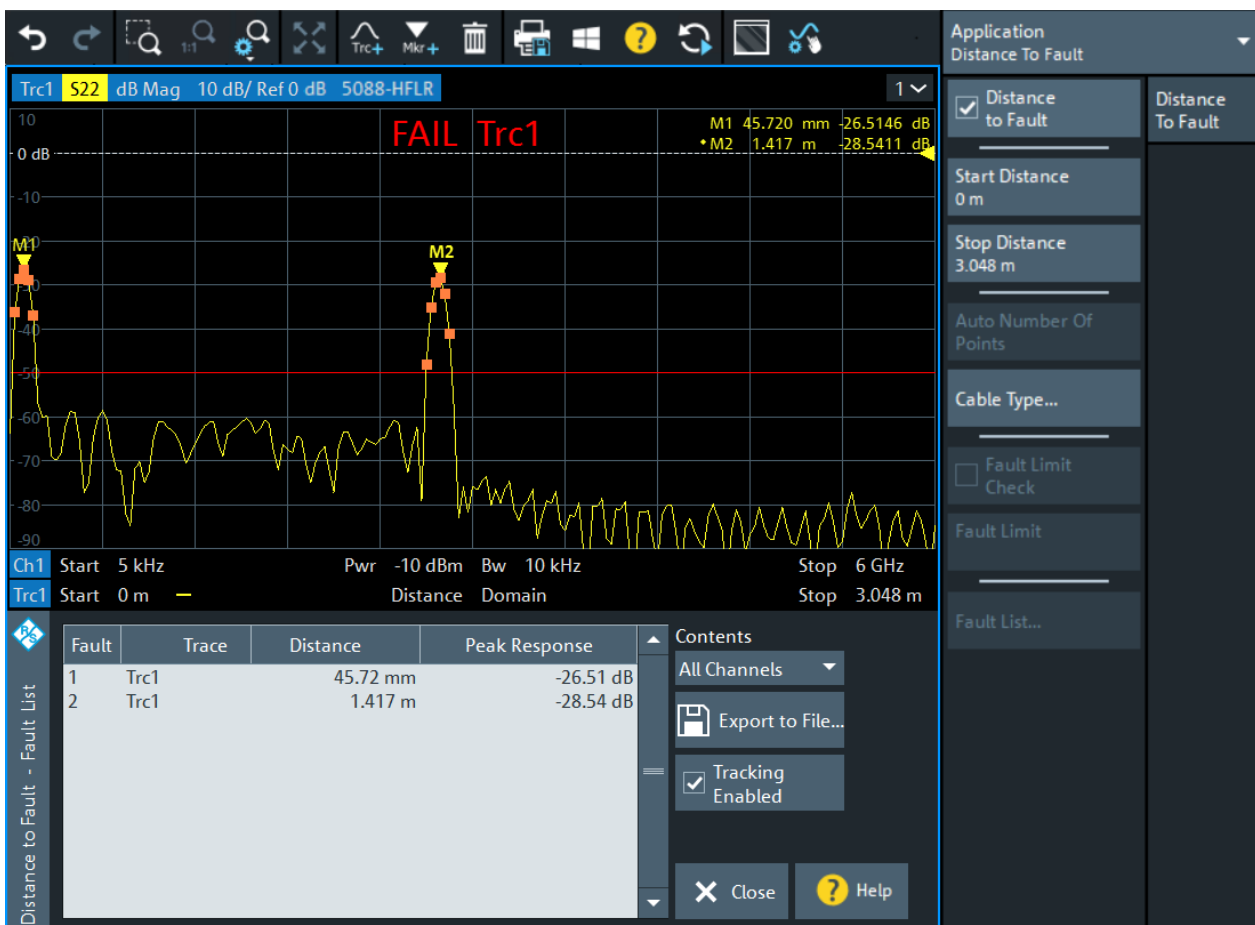 1:1
Trc+
Mkr+
?
Application
Distance To Fault
Trc1 S22 dB Mag 10 dB/ Ref 0 dB 5088-HFLR
1
10
FAIL Trc1
M1 45.720 mm -26.5146 dB
•M2 1.417 m -28.5411 dB
0 dB
-10
-20
M1
M2
-30
-40
-50
-60
-70
-80
-90
Ch1 Start 5 kHz Pwr -10 dBm Bw 10 kHz Stop 6 GHz
Trc1 Start 0 m Distance Domain Stop 3.048 m
Distance
to Fault
Distance
To Fault
Start Distance
0 m
Stop Distance
3.048 m
Auto Number Of
Points
Cable Type...
Fault Limit
Check
Fault Limit
Fault List...
R&S
Distance to Fault - Fault List
Fault Trace Distance Peak Response
1 Trc1 45.72 mm -26.51 dB
2 Trc1 1.417 m -28.54 dB
Contents
All Channels
Export to File...
Tracking
Enabled
Close
? Help